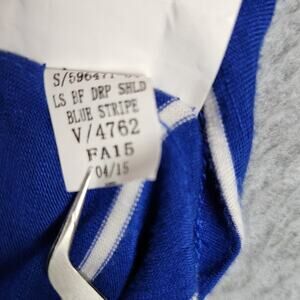 LS BF DRP SHLD
BLUE STRIPE
V/4762
FA15
04/15